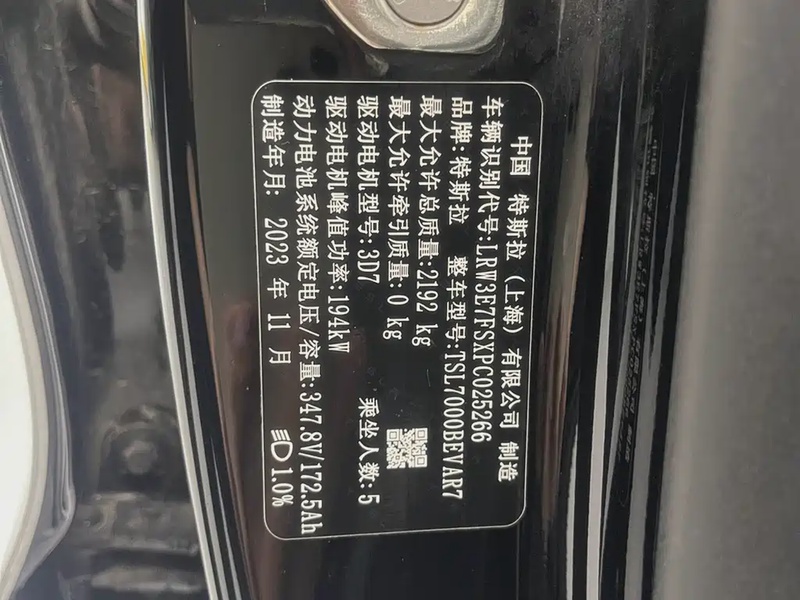 中国 特斯拉（上海）有限公司 制造
车辆识别代号:LRW3E7FSXPC025266
品牌:特斯拉 整车型号:TSL7000BEVAR7
最大允许总质量:2192 kg
最大允许牵引质量:0 kg
驱动电机型号:3D7 乘坐人数:5
驱动电机峰值功率:194kW
动力电池系统额定电压/容量:347.8V/172.5Ah
制造年月: 2023 年 11 月 1.0%